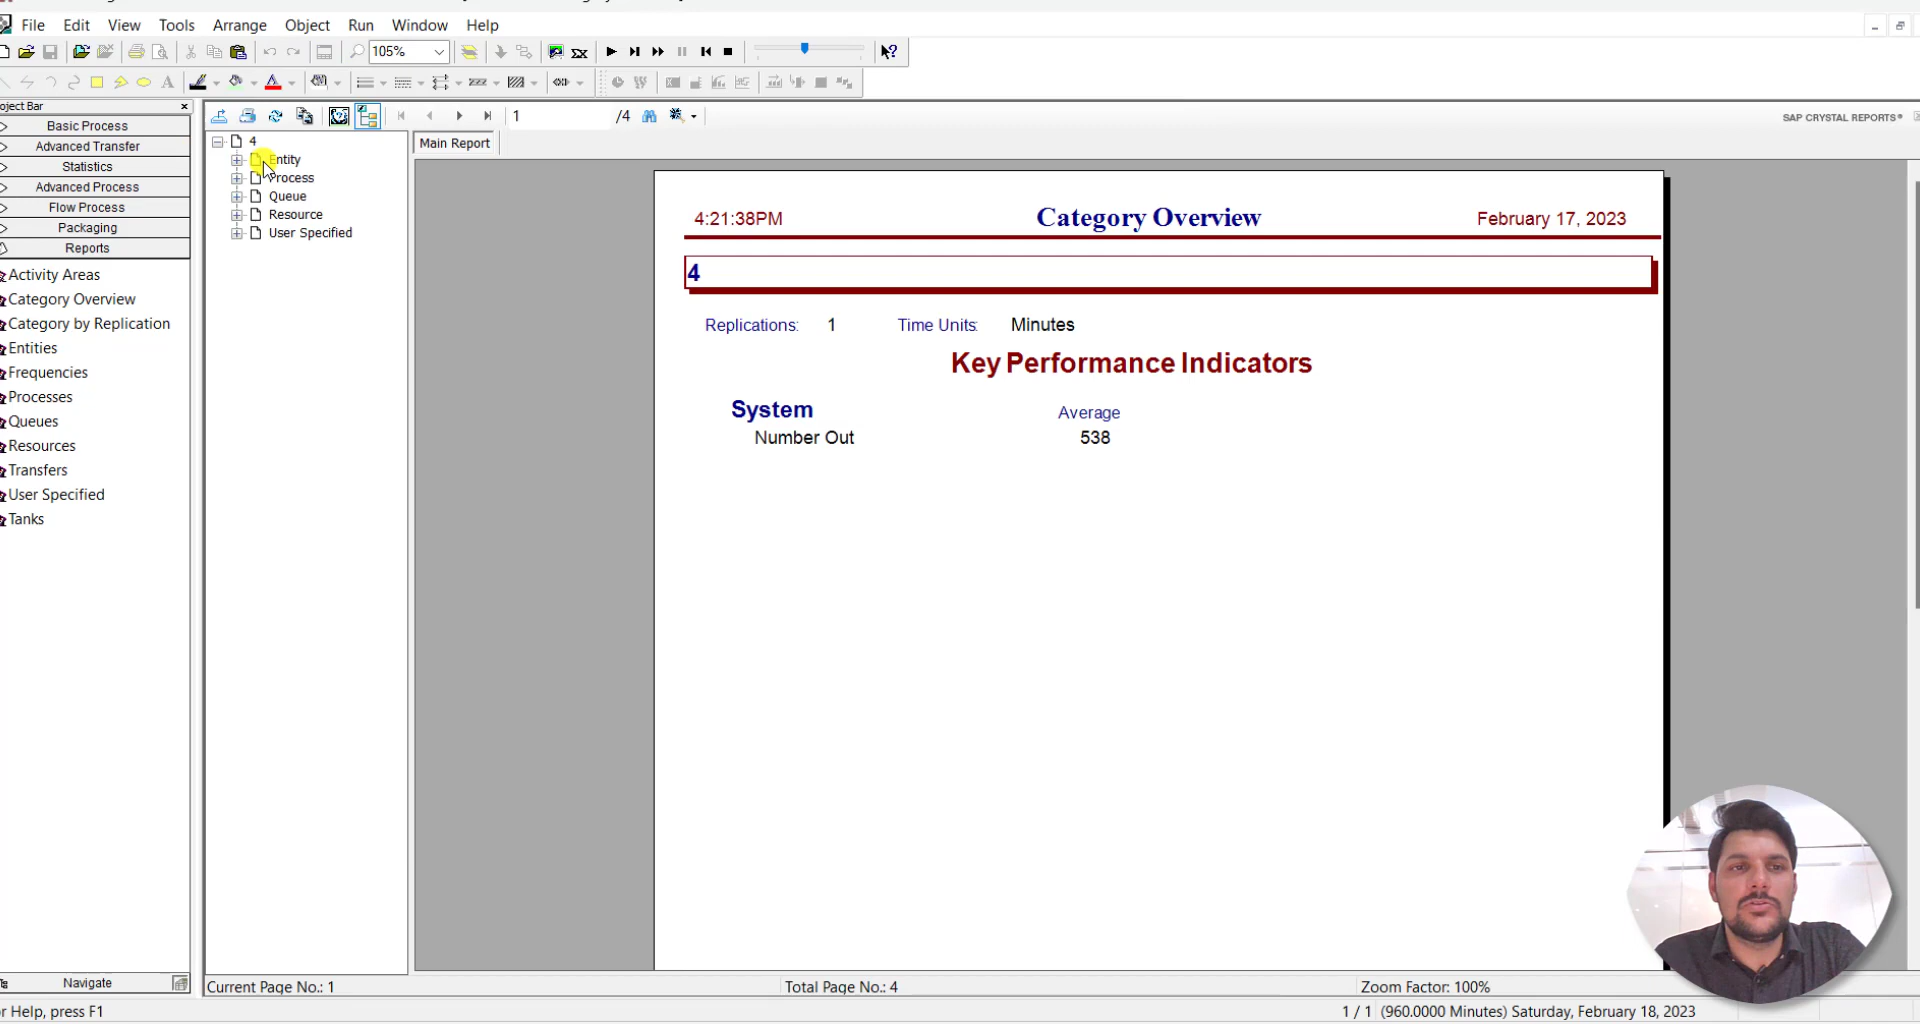 File Edit View Tools Arrange Object Run Window Help
105%
oject Bar
Basic Process
Advanced Transfer
Statistics
Advanced Process
Flow Process
Packaging
Reports
Activity Areas
Category Overview
Category by Replication
Entities
Frequencies
Processes
Queues
Resources
Transfers
User Specified
Tanks
Navigate
1 /4
SAP CRYSTAL REPORTS®
4
Entity
Process
Queue
Resource
User Specified
Main Report
4:21:38PM Category Overview February 17, 2023
4
Replications: 1 Time Units: Minutes
Key Performance Indicators
System Average
Number Out 538
Current Page No.: 1 Total Page No.: 4 Zoom Factor: 100%
or Help, press F1 1 / 1 (960.0000 Minutes) Saturday, February 18, 2023